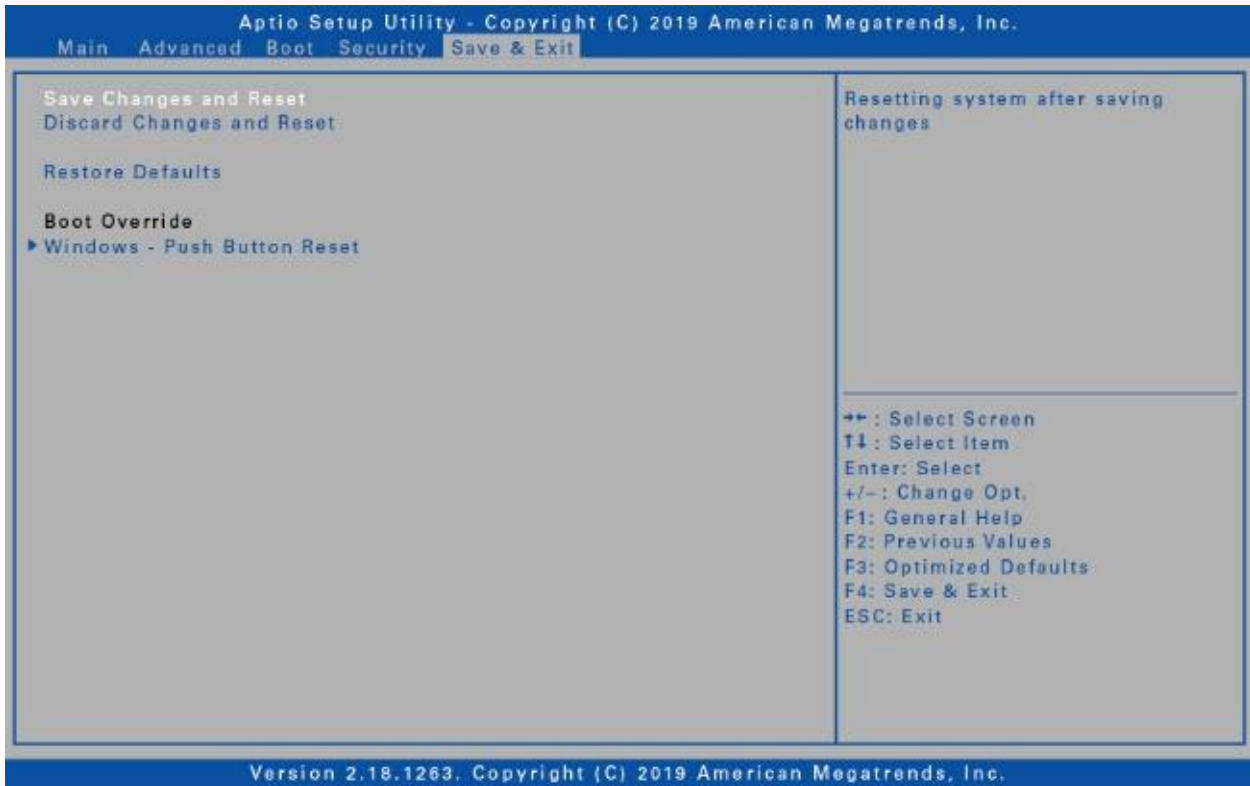 Aptio Setup Utility - Copyright (C) 2019 American Megatrends, Inc.
Main Advanced Boot Security Save & Exit
Save Changes and Reset
Discard Changes and Reset
Restore Defaults
Boot Override
▶ Windows - Push Button Reset
Resetting system after saving
changes
→← : Select Screen
↑↓ : Select Item
Enter: Select
+/- : Change Opt.
F1: General Help
F2: Previous Values
F3: Optimized Defaults
F4: Save & Exit
ESC: Exit
Version 2.18.1263. Copyright (C) 2019 American Megatrends, Inc.